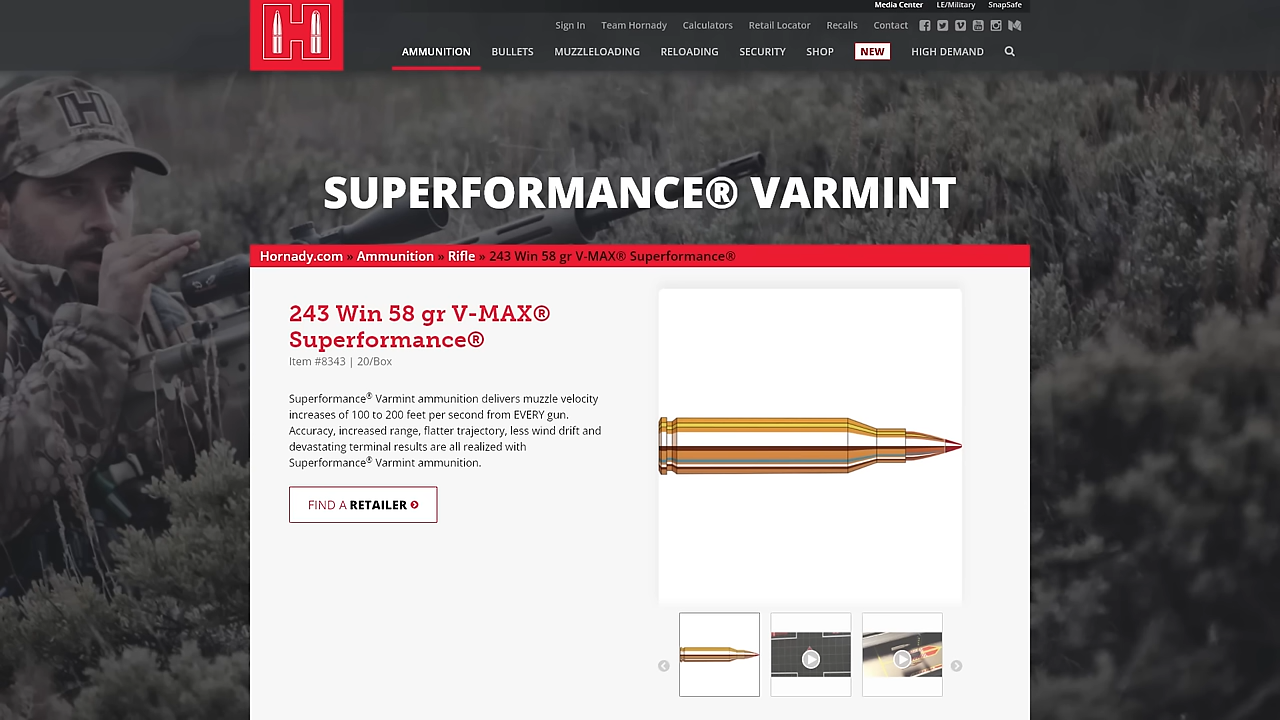 Media Center LE/Military SnapSafe
Sign In Team Hornady Calculators Retail Locator Recalls Contact
AMMUNITION BULLETS MUZZLELOADING RELOADING SECURITY SHOP NEW HIGH DEMAND
H
SUPERFORMANCE® VARMINT
Hornady.com » Ammunition » Rifle » 243 Win 58 gr V-MAX® Superformance®
243 Win 58 gr V-MAX®
Superformance®
Item #8343 | 20/Box
Superformance® Varmint ammunition delivers muzzle velocity
increases of 100 to 200 feet per second from EVERY gun.
Accuracy, increased range, flatter trajectory, less wind drift and
devastating terminal results are all realized with
Superformance® Varmint ammunition.
FIND A RETAILER